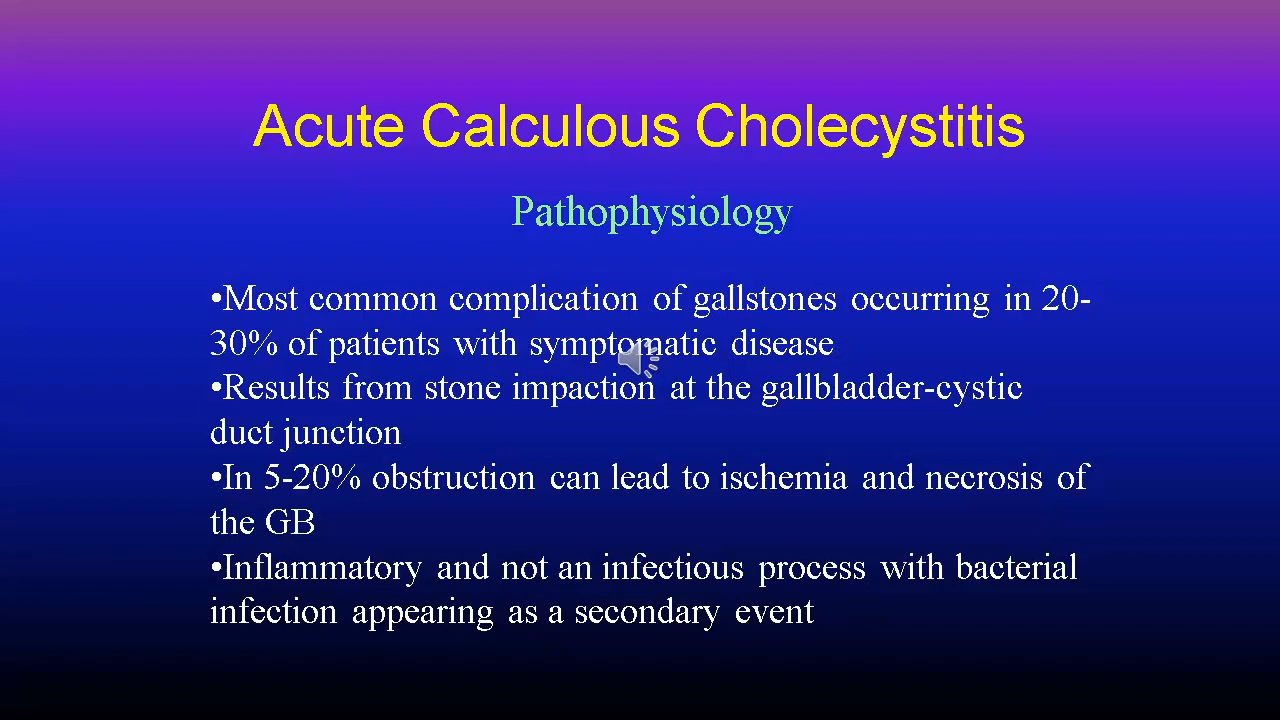 Acute Calculous Cholecystitis
Pathophysiology
•Most common complication of gallstones occurring in 20-
30% of patients with symptomatic disease
•Results from stone impaction at the gallbladder-cystic
duct junction
•In 5-20% obstruction can lead to ischemia and necrosis of
the GB
•Inflammatory and not an infectious process with bacterial
infection appearing as a secondary event